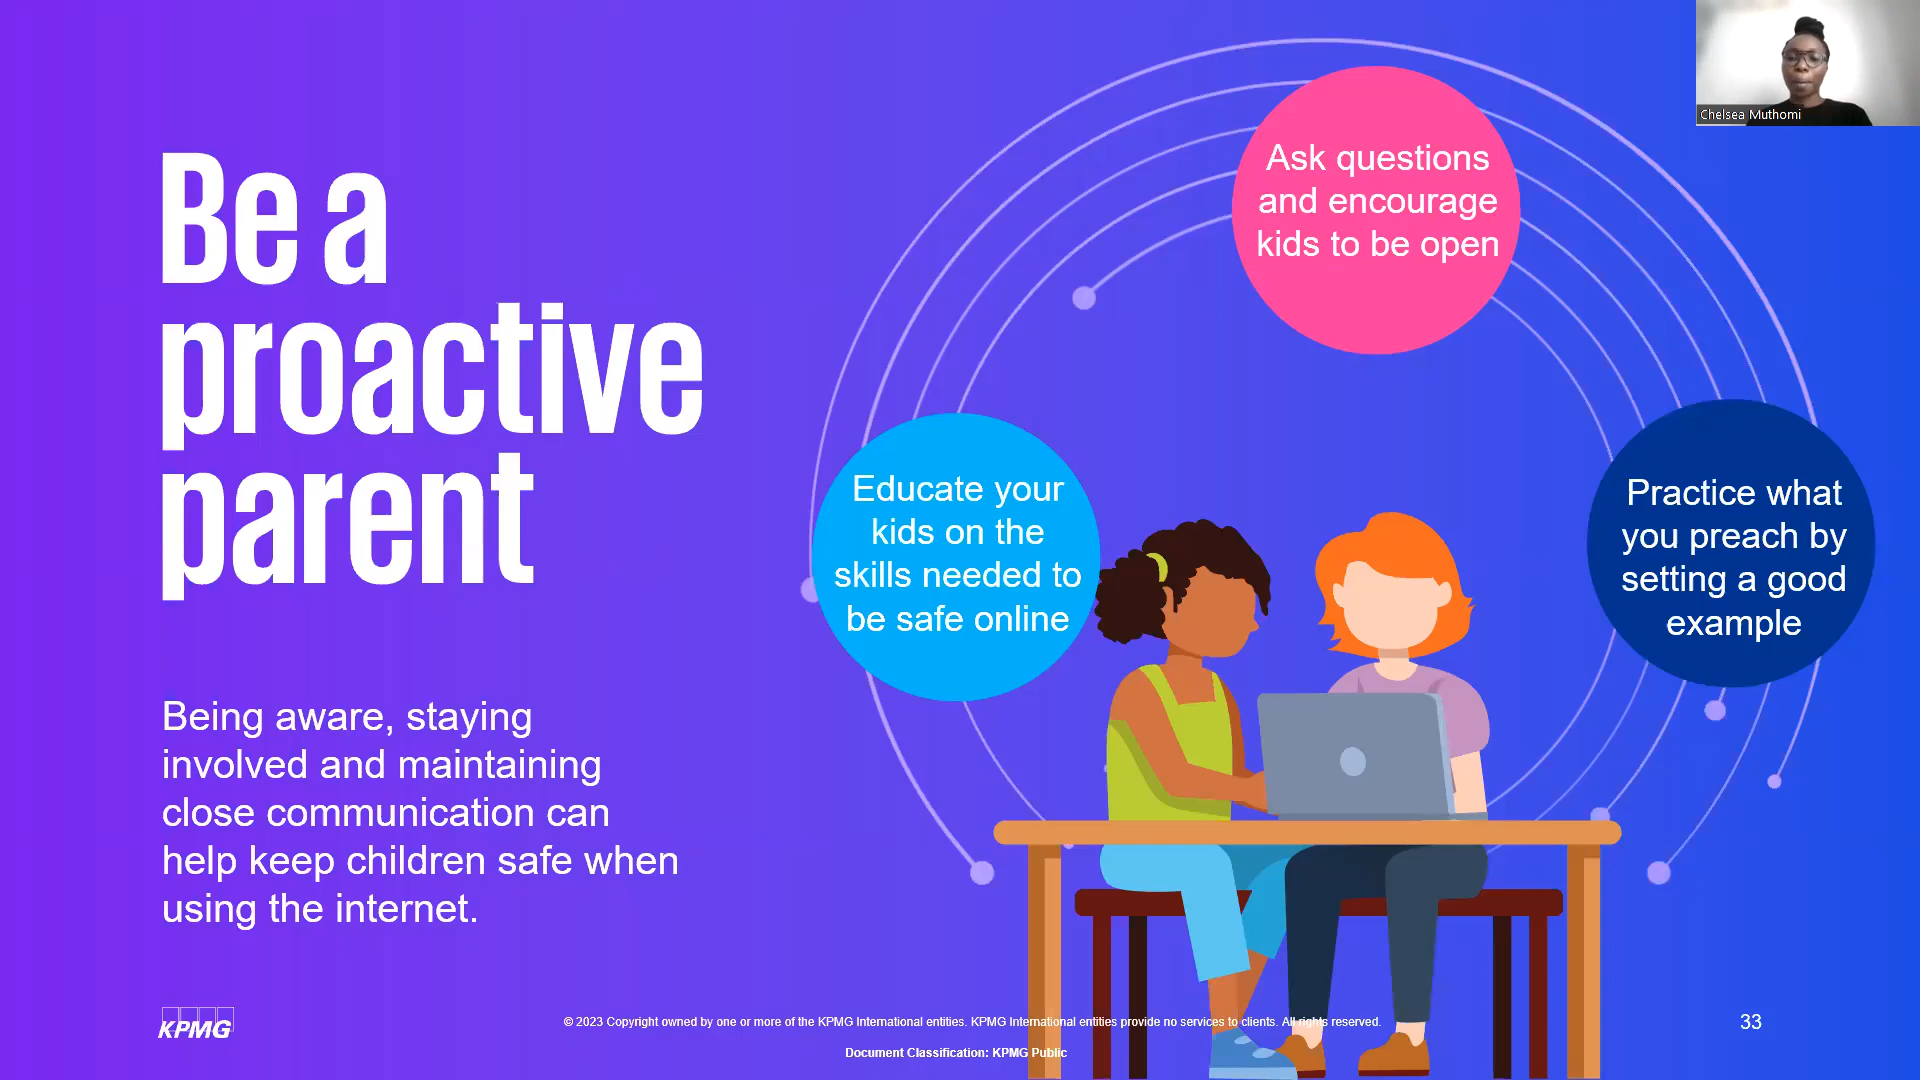 Be a
proactive
parent
Being aware, staying
involved and maintaining
close communication can
help keep children safe when
using the internet.
Ask questions
and encourage
kids to be open
Educate your
kids on the
skills needed to
be safe online
Practice what
you preach by
setting a good
example
Chelsea Muthomi
KPMG
© 2023 Copyright owned by one or more of the KPMG International entities. KPMG International entities provide no services to clients. All rights reserved.
33
Document Classification: KPMG Public